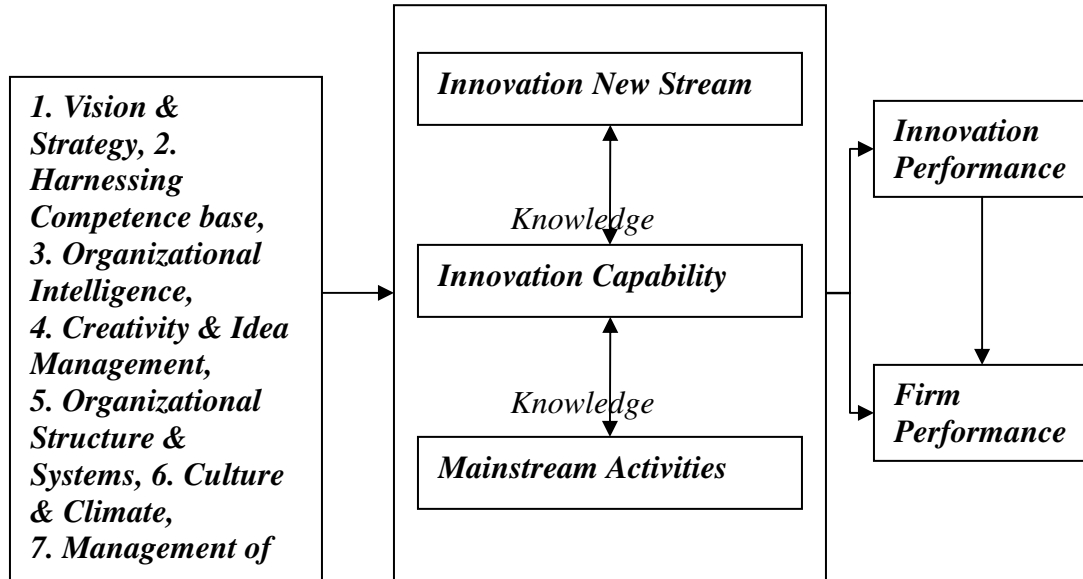 1. Vision &
Strategy, 2.
Harnessing
Competence base,
3. Organizational
Intelligence,
4. Creativity & Idea
Management,
5. Organizational
Structure &
Systems, 6. Culture
& Climate,
7. Management of
Innovation New Stream
Knowledge
Innovation Capability
Knowledge
Mainstream Activities
Innovation
Performance
Firm
Performance